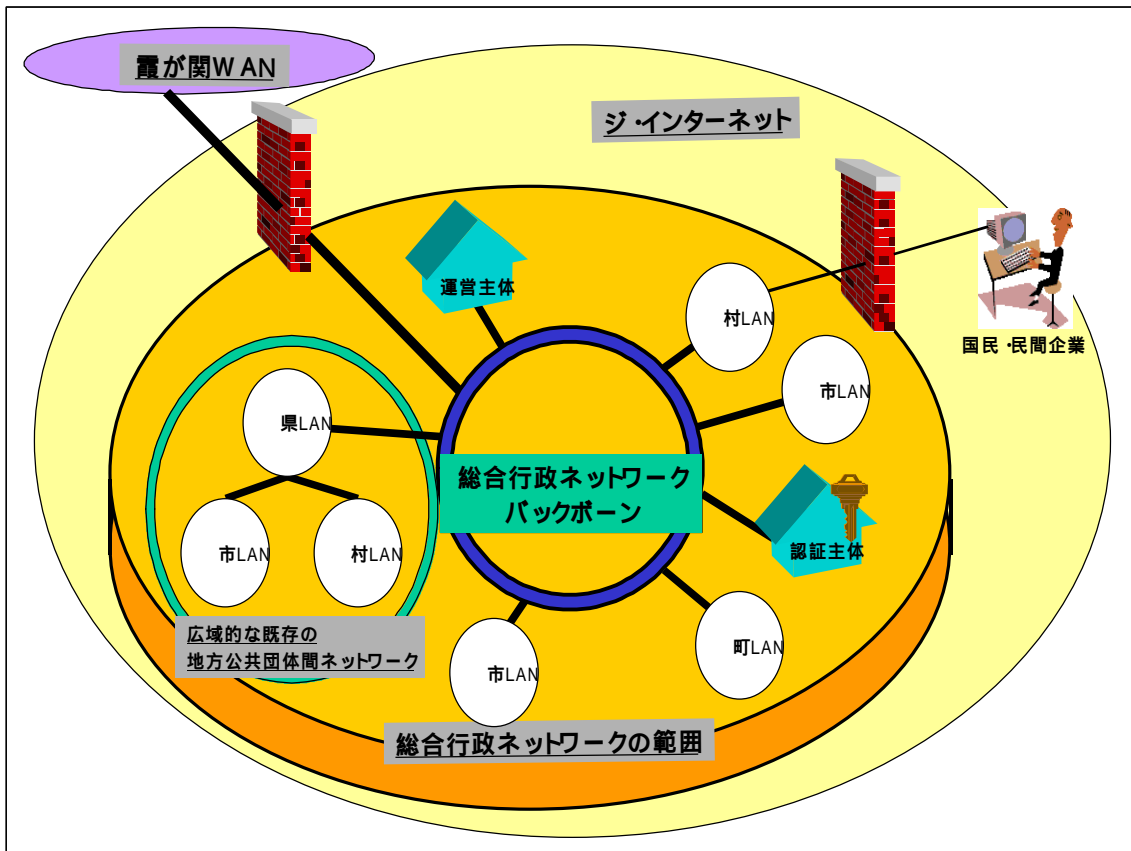 霞が関WAN
ジ・インターネット
運営主体
村LAN
国民・民間企業
市LAN
県LAN
総合行政ネットワーク
バックボーン
市LAN
村LAN
認証主体
広域的な既存の
地方公共団体間ネットワーク
市LAN
町LAN
総合行政ネットワークの範囲